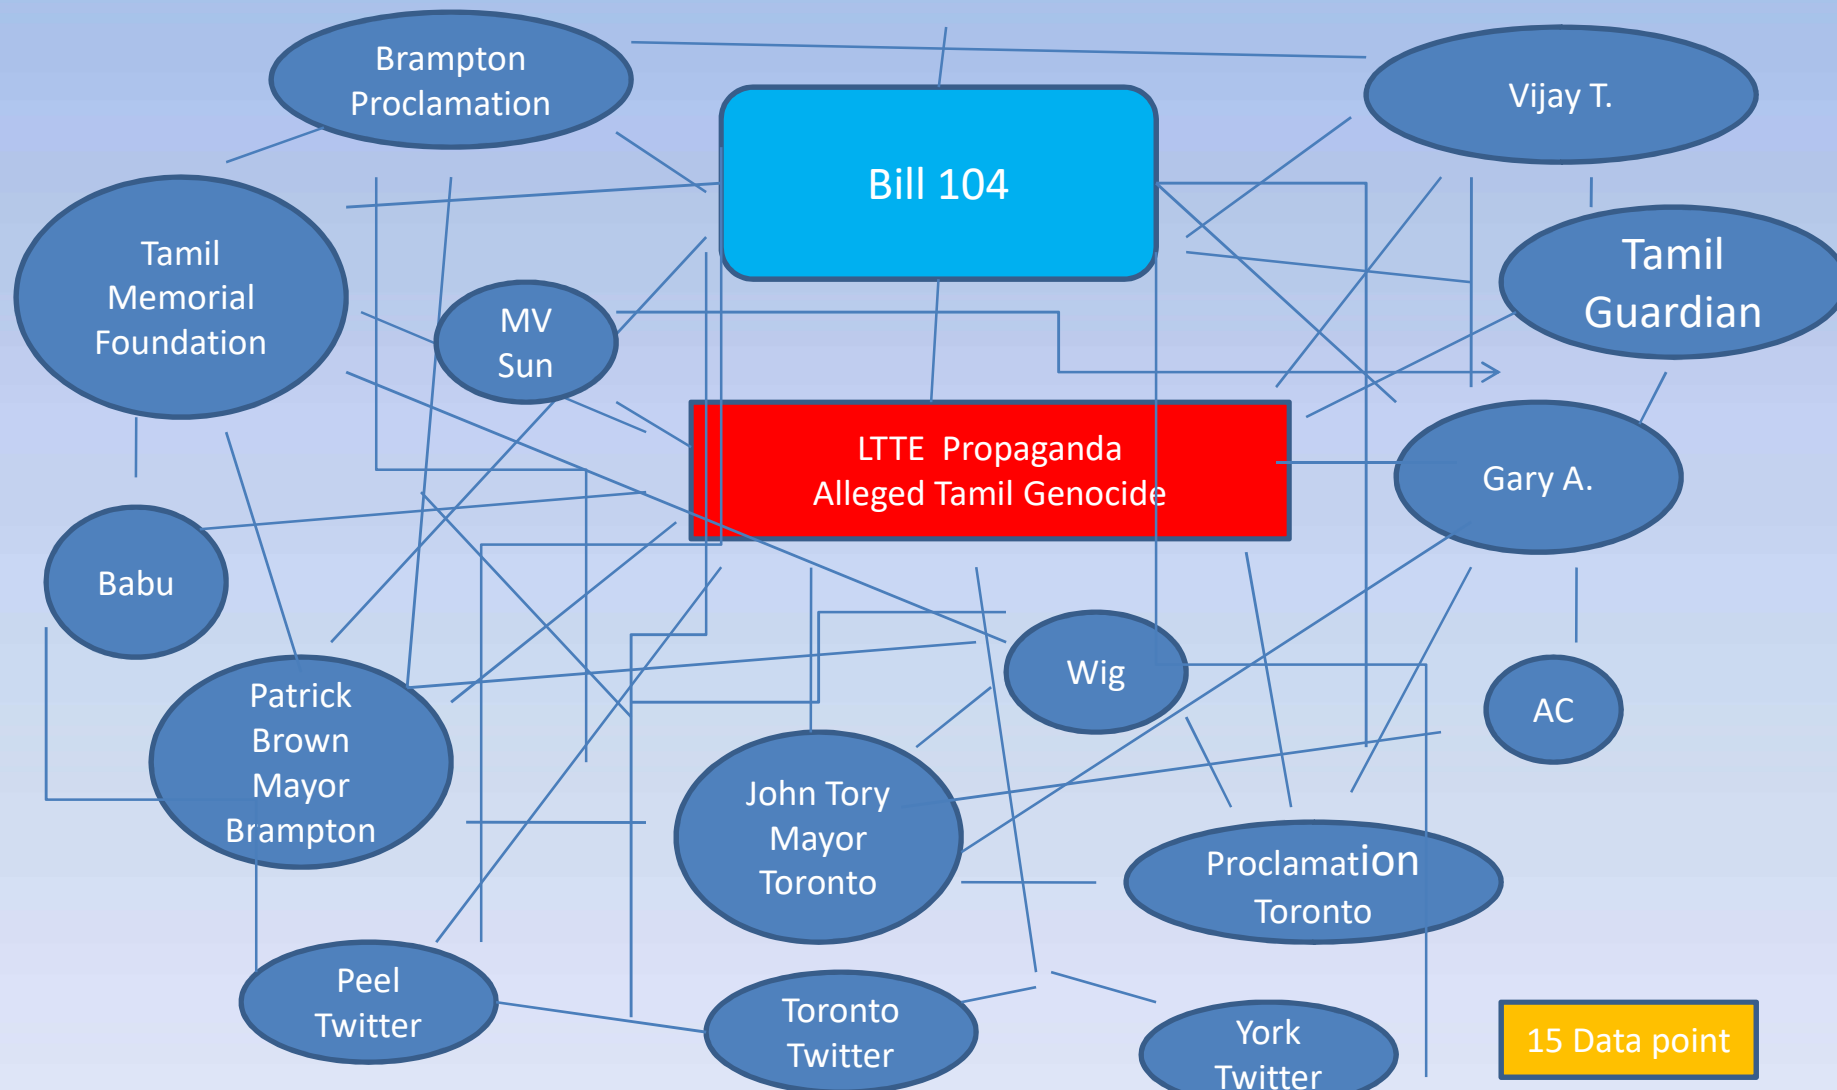 Brampton
Proclamation
Vijay T.
Bill 104
Tamil
Memorial
Foundation
Tamil
Guardian
MV
Sun
LTTE Propaganda
Alleged Tamil Genocide
Gary A.
Babu
Wig
AC
Patrick
Brown
Mayor
Brampton
John Tory
Mayor
Toronto
Proclamation
Toronto
Peel
Twitter
Toronto
Twitter
York
Twitter
15 Data point